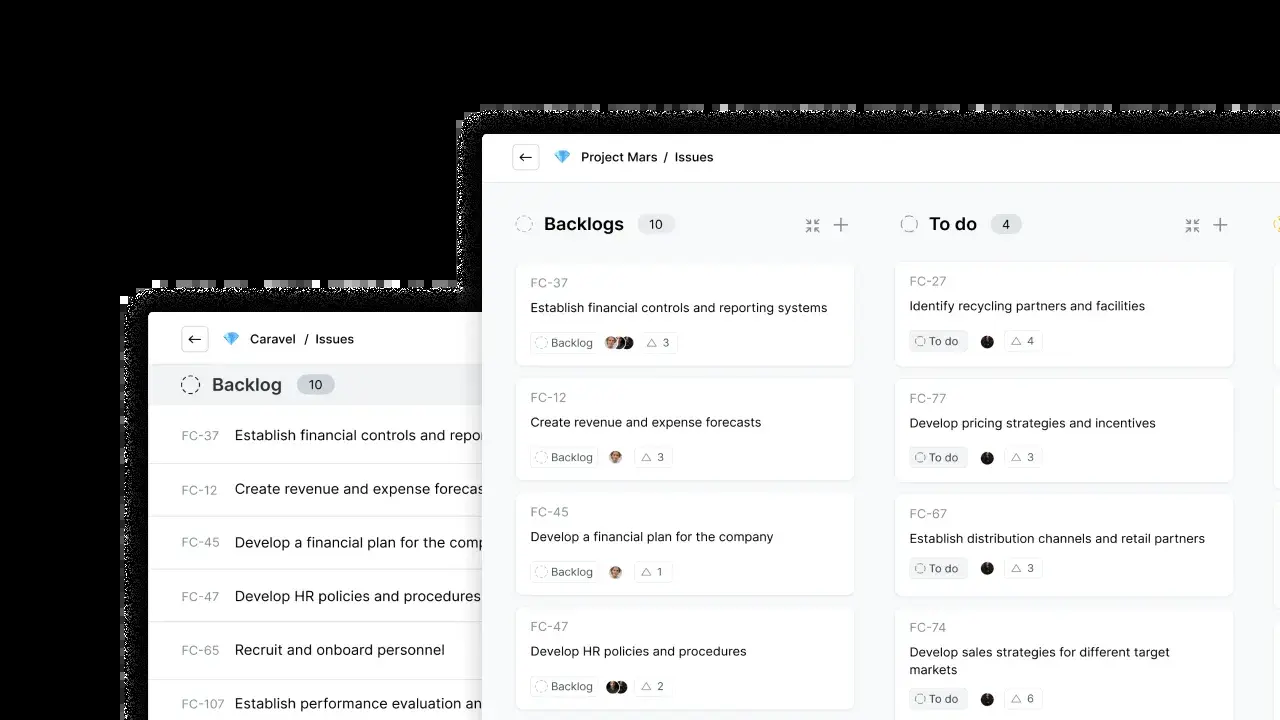 Project Mars / Issues
Backlogs 10
FC-37
Establish financial controls and reporting systems
Backlog 3
FC-12
Create revenue and expense forecasts
Backlog 3
FC-45
Develop a financial plan for the company
Backlog 1
FC-47
Develop HR policies and procedures
Backlog 2
To do 4
FC-27
Identify recycling partners and facilities
To do 4
FC-77
Develop pricing strategies and incentives
To do 3
FC-67
Establish distribution channels and retail partners
To do 3
FC-74
Develop sales strategies for different target
markets
To do 6
Caravel / Issues
Backlog 10
FC-37 Establish financial controls and repo
FC-12 Create revenue and expense forecas
FC-45 Develop a financial plan for the comp
FC-47 Develop HR policies and procedures
FC-65 Recruit and onboard personnel
FC-107 Establish performance evaluation an